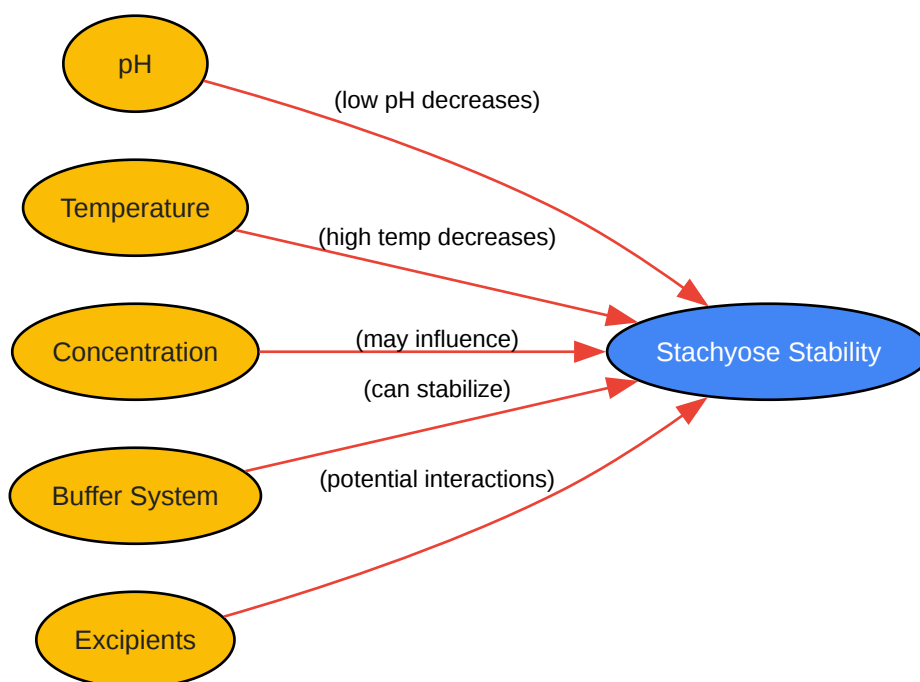 pH
(low pH decreases)
Temperature
(high temp decreases)
Concentration
(may influence)
Stachyose Stability
(can stabilize)
Buffer System
(potential interactions)
Excipients